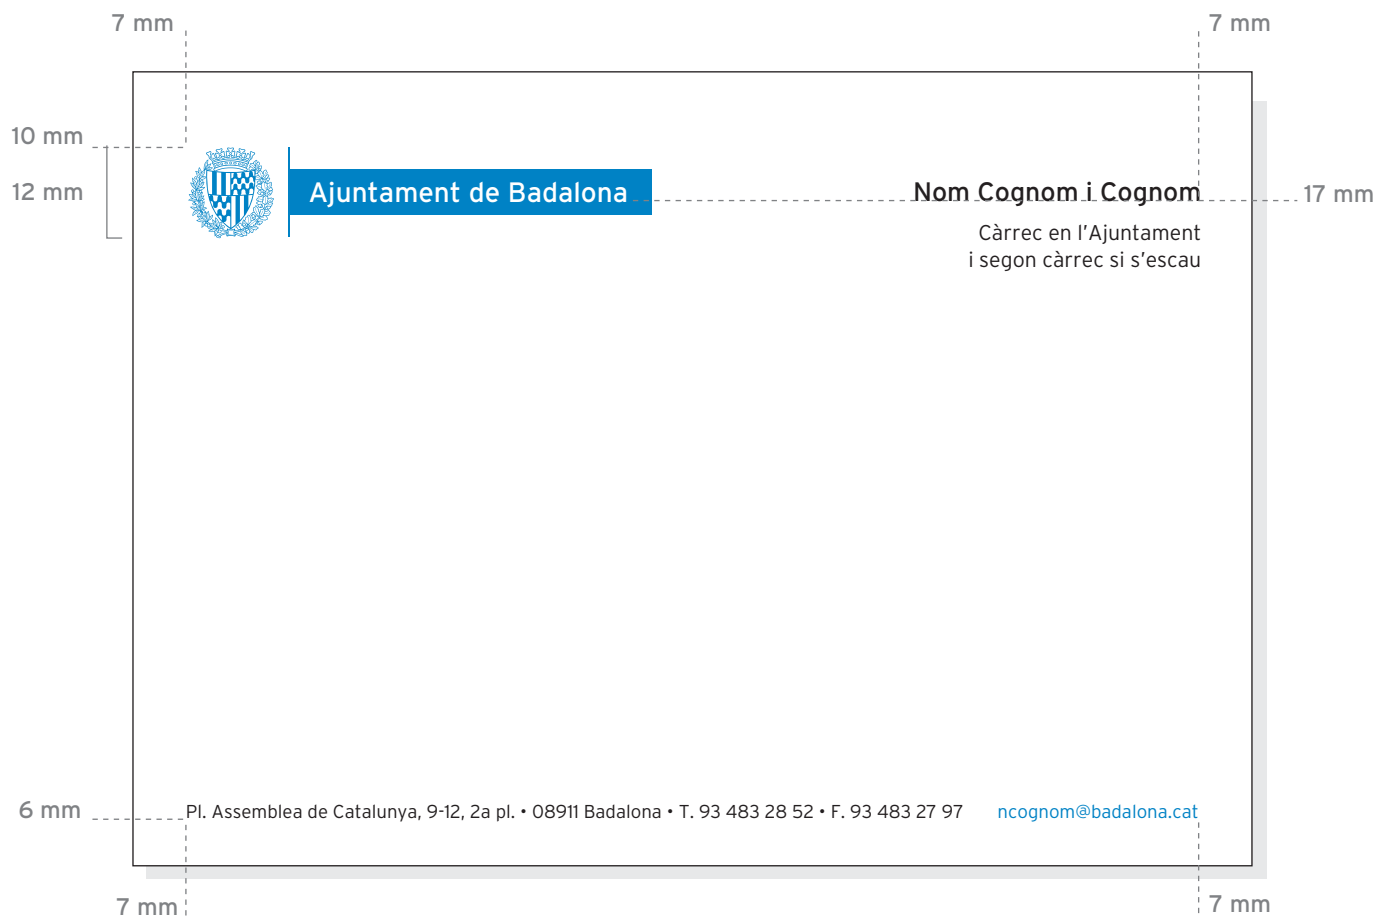 7 mm
7 mm
10 mm
12 mm
Ajuntament de Badalona
Nom Cognom i Cognom
17 mm
Càrrec en l’Ajuntament
i segon càrrec si s’escau
6 mm
Pl. Assemblea de Catalunya, 9-12, 2a pl. • 08911 Badalona • T. 93 483 28 52 • F. 93 483 27 97 ncognom@badalona.cat
7 mm
7 mm